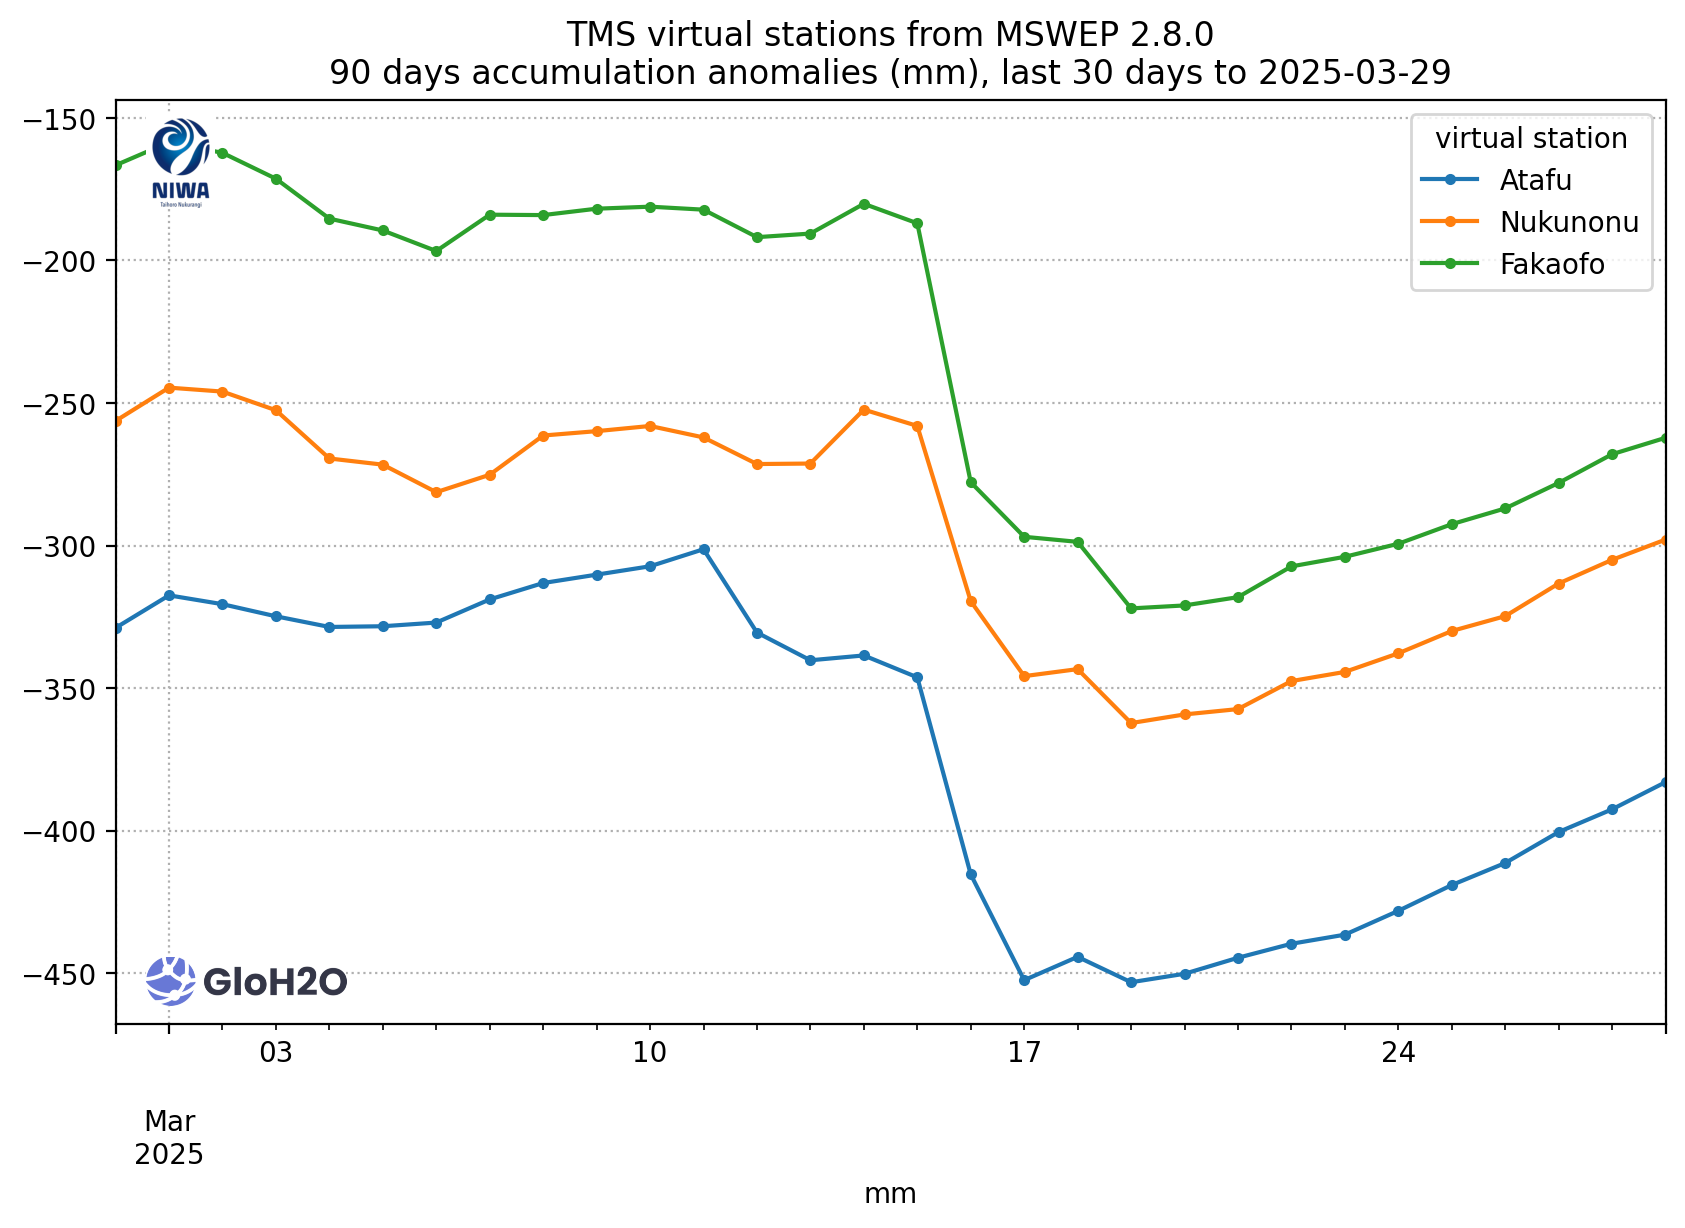 TMS virtual stations from MSWEP 2.8.0
90 days accumulation anomalies (mm), last 30 days to 2025-03-29
−150
−200
−250
−300
−350
−400
−450
NIWA
Taihoro Nukurangi
virtual station
Atafu
Nukunonu
Fakaofo
GloH2O
03
10
17
24
Mar
2025
mm